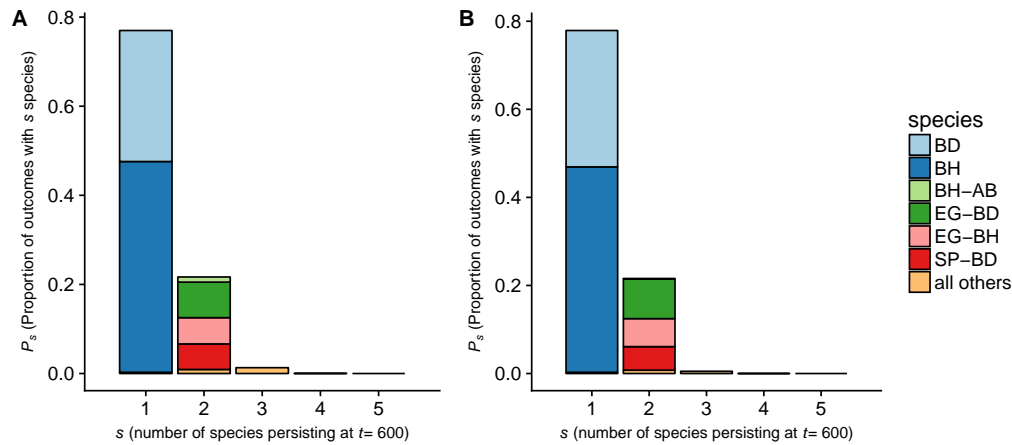 A
P_s (Proportion of outcomes with s species)
0.8
0.6
0.4
0.2
0.0
1 2 3 4 5
s (number of species persisting at t= 600)
B
P_s (Proportion of outcomes with s species)
0.8
0.6
0.4
0.2
0.0
1 2 3 4 5
s (number of species persisting at t= 600)
species
BD
BH
BH−AB
EG−BD
EG−BH
SP−BD
all others